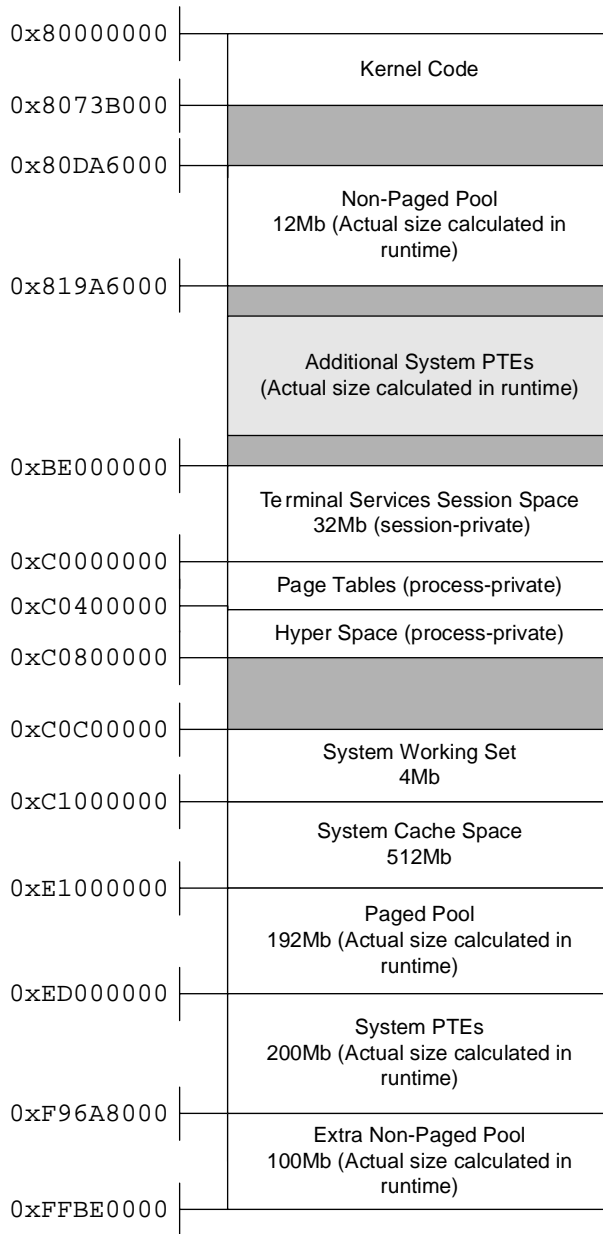 0x80000000
Kernel Code
0x8073B000
0x80DA6000
Non-Paged Pool
12Mb (Actual size calculated in
runtime)
0x819A6000
Additional System PTEs
(Actual size calculated in runtime)
0xBE000000
Terminal Services Session Space
32Mb (session-private)
0xC0000000
Page Tables (process-private)
0xC0400000
Hyper Space (process-private)
0xC0800000
0xC0C00000
System Working Set
4Mb
0xC1000000
System Cache Space
512Mb
0xE1000000
Paged Pool
192Mb (Actual size calculated in
runtime)
0xED000000
System PTEs
200Mb (Actual size calculated in
runtime)
0xF96A8000
Extra Non-Paged Pool
100Mb (Actual size calculated in
runtime)
0xFFBE0000